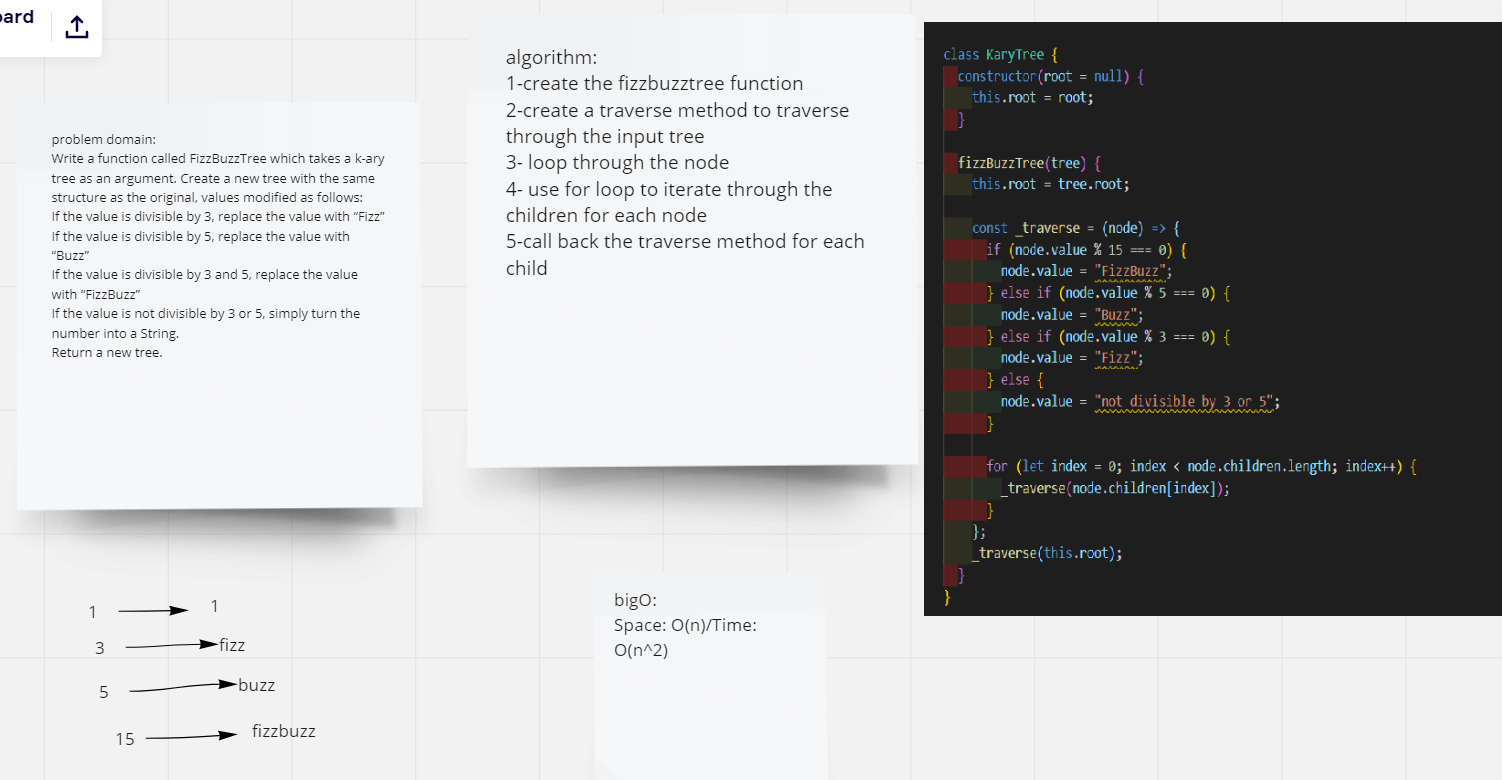 oard
problem domain:
Write a function called FizzBuzzTree which takes a k-ary
tree as an argument. Create a new tree with the same
structure as the original, values modified as follows:
If the value is divisible by 3, replace the value with “Fizz”
If the value is divisible by 5, replace the value with
“Buzz”
If the value is divisible by 3 and 5, replace the value
with “FizzBuzz”
If the value is not divisible by 3 or 5, simply turn the
number into a String.
Return a new tree.
algorithm:
1-create the fizzbuzztree function
2-create a traverse method to traverse
through the input tree
3- loop through the node
4- use for loop to iterate through the
children for each node
5-call back the traverse method for each
child
class KaryTree {
constructor(root = null) {
this.root = root;
}
fizzBuzzTree(tree) {
this.root = tree.root;
const _traverse = (node) => {
if (node.value % 15 === 0) {
node.value = "FizzBuzz";
} else if (node.value % 5 === 0) {
node.value = "Buzz";
} else if (node.value % 3 === 0) {
node.value = "Fizz";
} else {
node.value = "not divisible by 3 or 5";
}
for (let index = 0; index < node.children.length; index++) {
_traverse(node.children[index]);
}
};
_traverse(this.root);
}
}
1 1
3 fizz
5 buzz
15 fizzbuzz
bigO:
Space: O(n)/Time:
O(n^2)